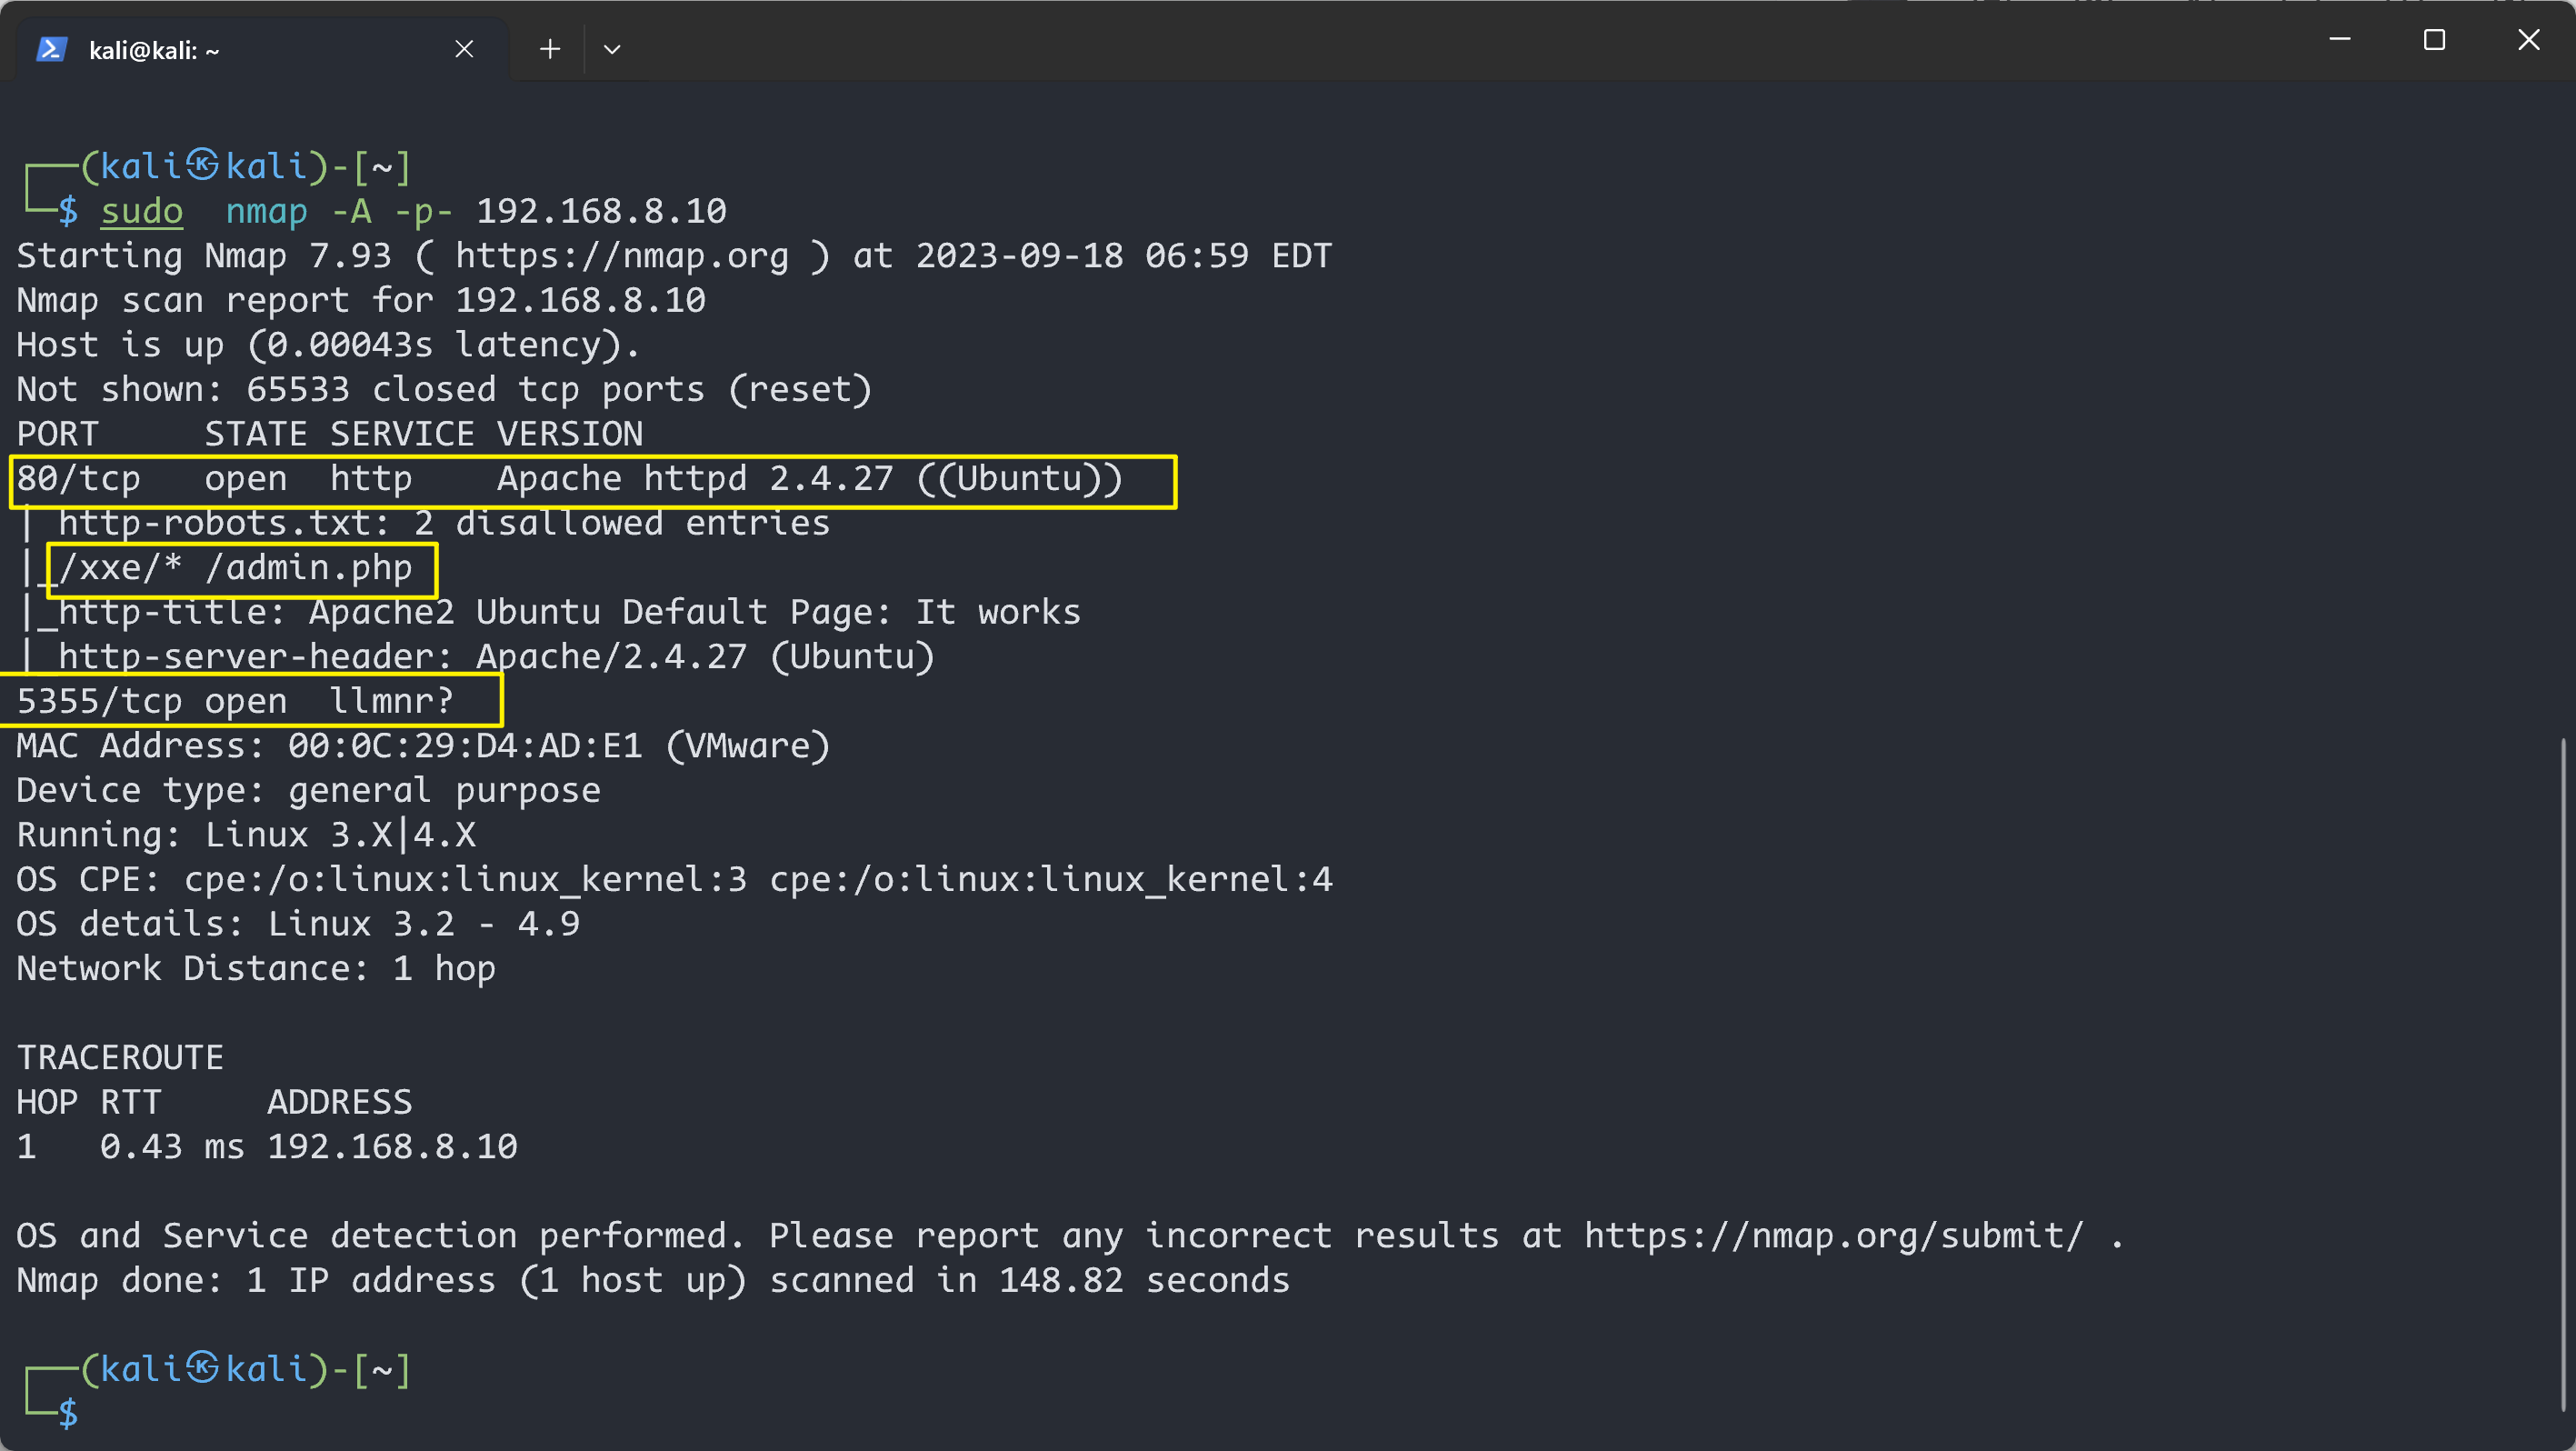 kali@kali: ~
┌──(kali㉿kali)-[~]
└─$ sudo  nmap -A -p- 192.168.8.10
Starting Nmap 7.93 ( https://nmap.org ) at 2023-09-18 06:59 EDT
Nmap scan report for 192.168.8.10
Host is up (0.00043s latency).
Not shown: 65533 closed tcp ports (reset)
PORT     STATE SERVICE VERSION
80/tcp   open  http    Apache httpd 2.4.27 ((Ubuntu))
| http-robots.txt: 2 disallowed entries
|_/xxe/* /admin.php
|_http-title: Apache2 Ubuntu Default Page: It works
|_http-server-header: Apache/2.4.27 (Ubuntu)
5355/tcp open  llmnr?
MAC Address: 00:0C:29:D4:AD:E1 (VMware)
Device type: general purpose
Running: Linux 3.X|4.X
OS CPE: cpe:/o:linux:linux_kernel:3 cpe:/o:linux:linux_kernel:4
OS details: Linux 3.2 - 4.9
Network Distance: 1 hop
TRACEROUTE
HOP RTT     ADDRESS
1   0.43 ms 192.168.8.10
OS and Service detection performed. Please report any incorrect results at https://nmap.org/submit/ .
Nmap done: 1 IP address (1 host up) scanned in 148.82 seconds
┌──(kali㉿kali)-[~]
└─$